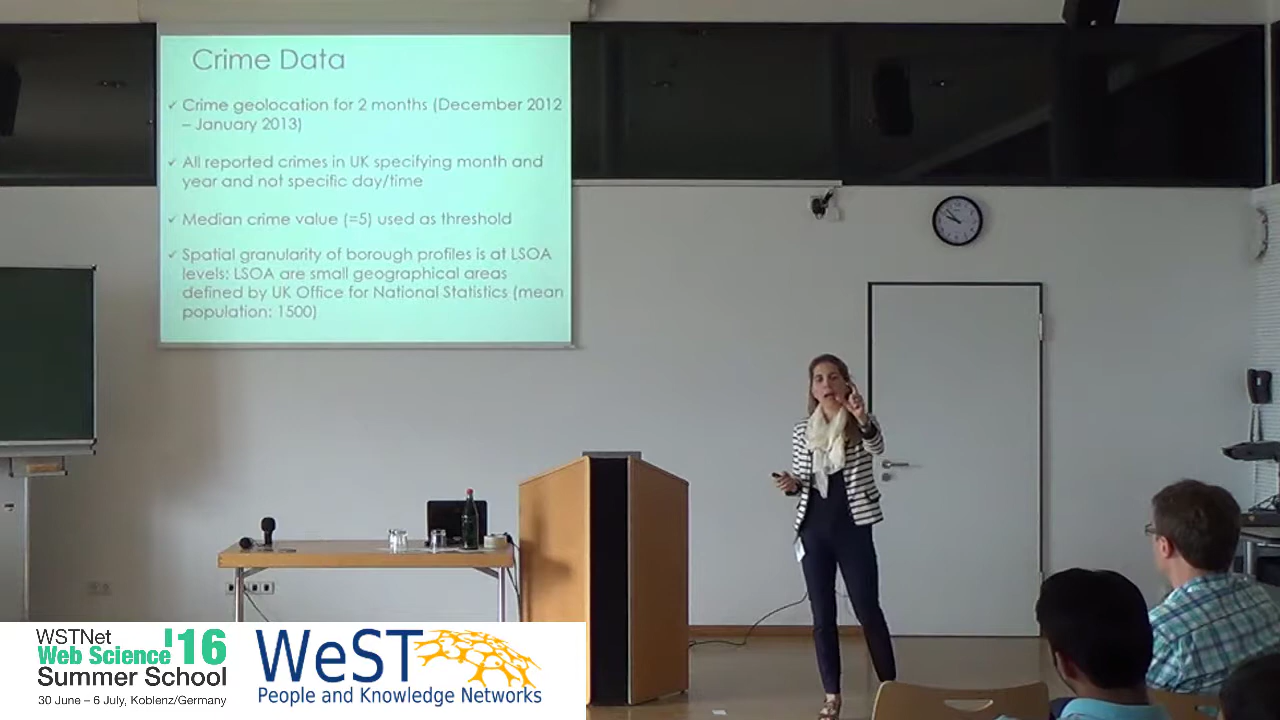 Crime Data
✓ Crime geolocation for 2 months (December 2012
– January 2013)
✓ All reported crimes in UK specifying month and
year and not specific day/time
✓ Median crime value (=5) used as threshold
✓ Spatial granularity of borough profiles is at LSOA
levels: LSOA are small geographical areas
defined by UK Office for National Statistics (mean
population: 1500)
WSTNet
Web Science '16
Summer School
30 June – 6 July, Koblenz/Germany
WeST
People and Knowledge Networks